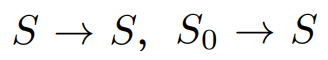 S → S, S₀ → S